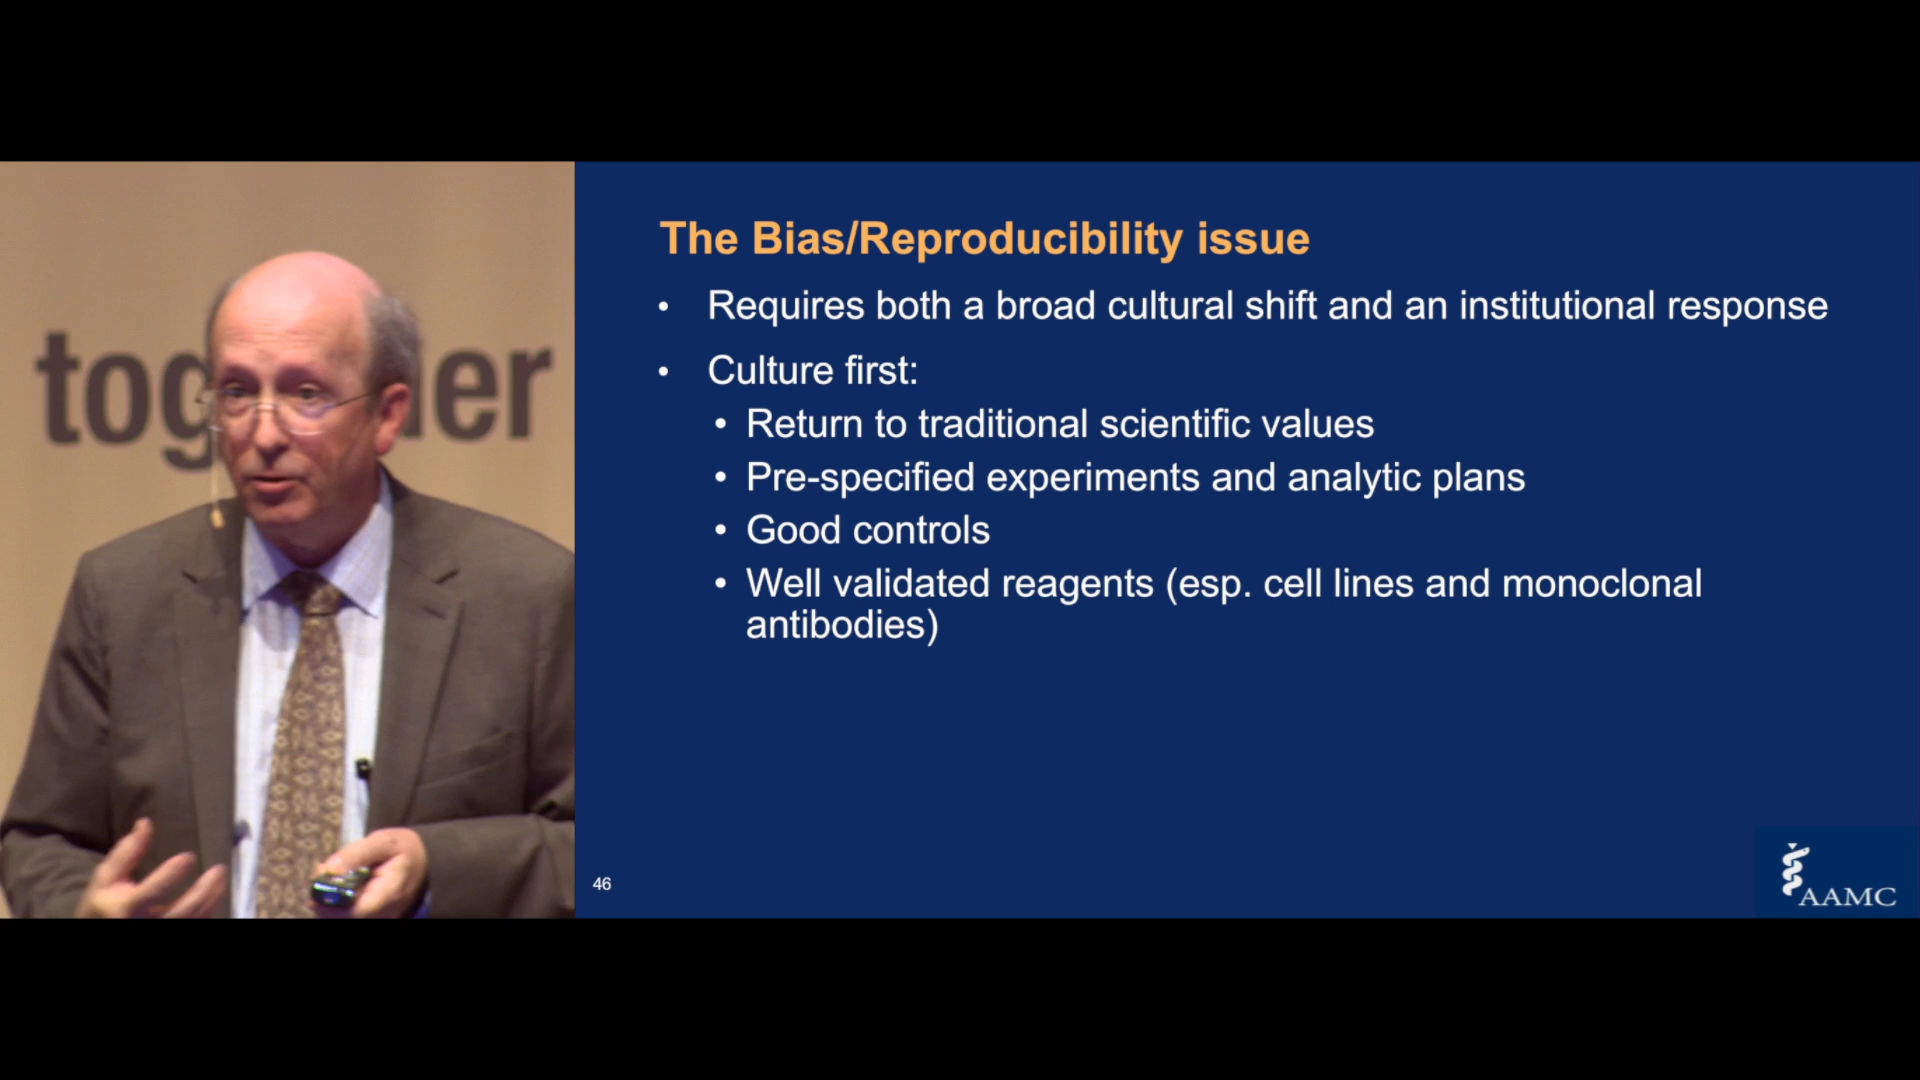 The Bias/Reproducibility issue
• Requires both a broad cultural shift and an institutional response
• Culture first:
• Return to traditional scientific values
• Pre-specified experiments and analytic plans
• Good controls
• Well validated reagents (esp. cell lines and monoclonal
antibodies)
46
AAMC